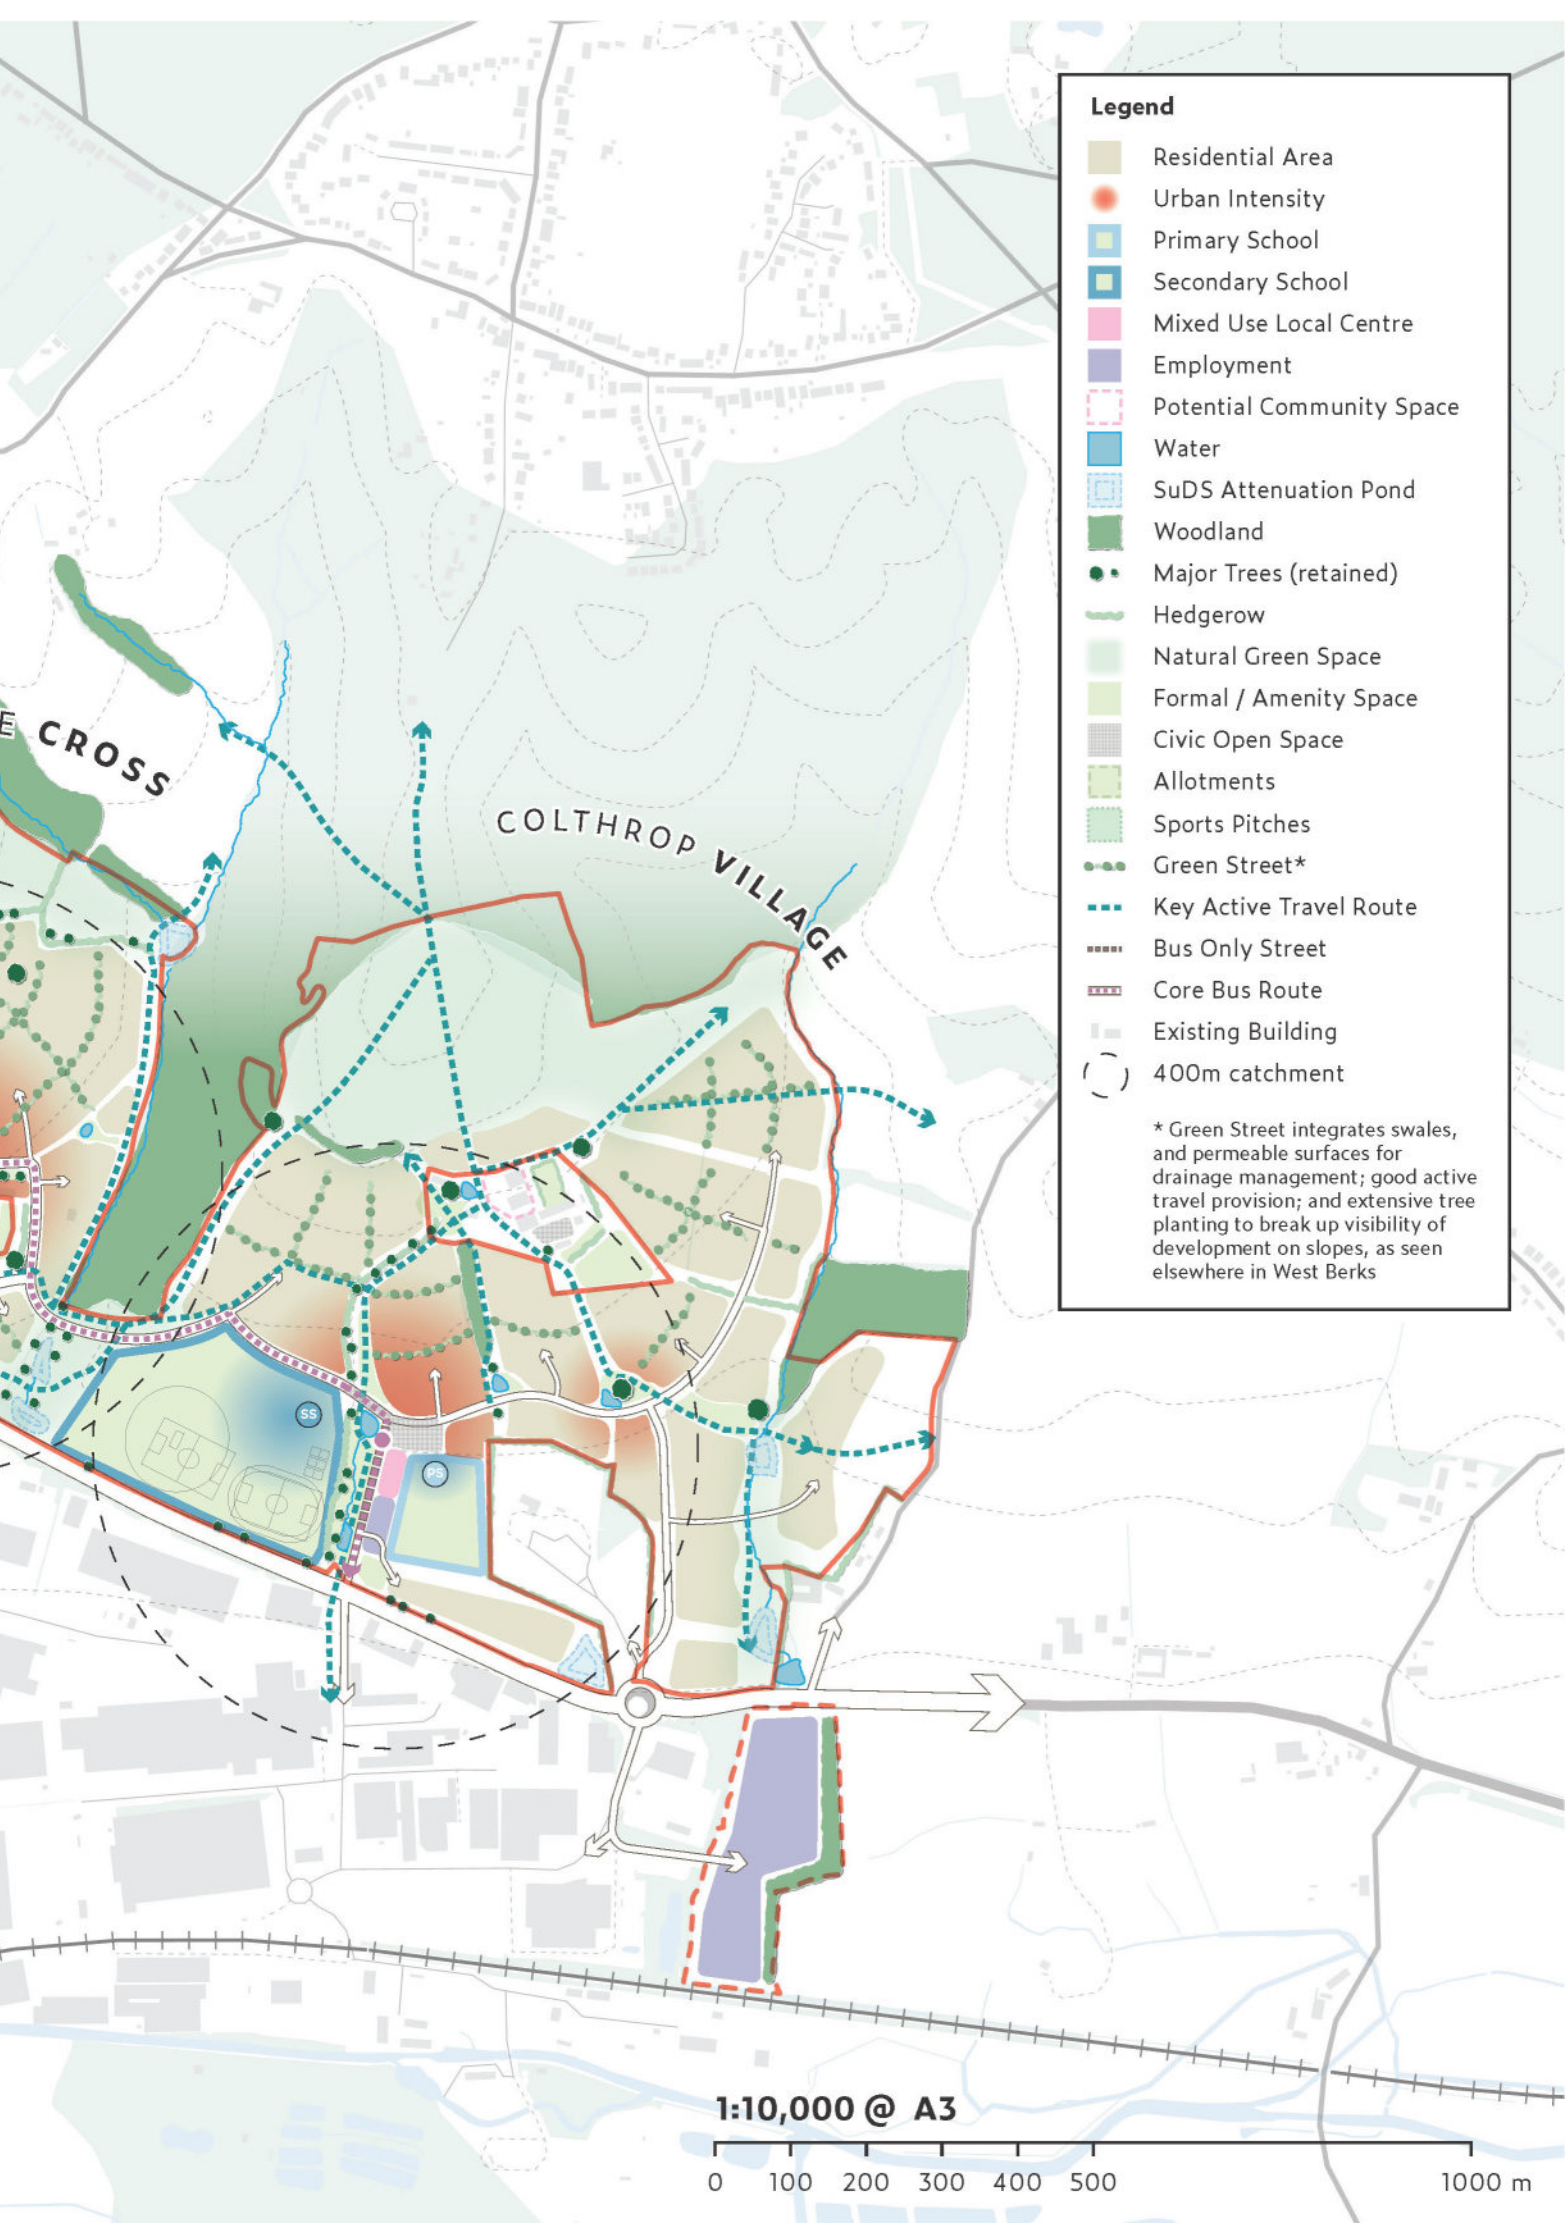 Legend
Residential Area
Urban Intensity
Primary School
Secondary School
Mixed Use Local Centre
Employment
Potential Community Space
Water
SuDS Attenuation Pond
Woodland
Major Trees (retained)
Hedgerow
Natural Green Space
Formal / Amenity Space
Civic Open Space
Allotments
Sports Pitches
Green Street*
Key Active Travel Route
Bus Only Street
Core Bus Route
Existing Building
400m catchment
* Green Street integrates swales,
and permeable surfaces for
drainage management; good active
travel provision; and extensive tree
planting to break up visibility of
development on slopes, as seen
elsewhere in West Berks
E CROSS
COLTHROP VILLAGE
SS
PS
1:10,000 @ A3
0 100 200 300 400 500 1000 m